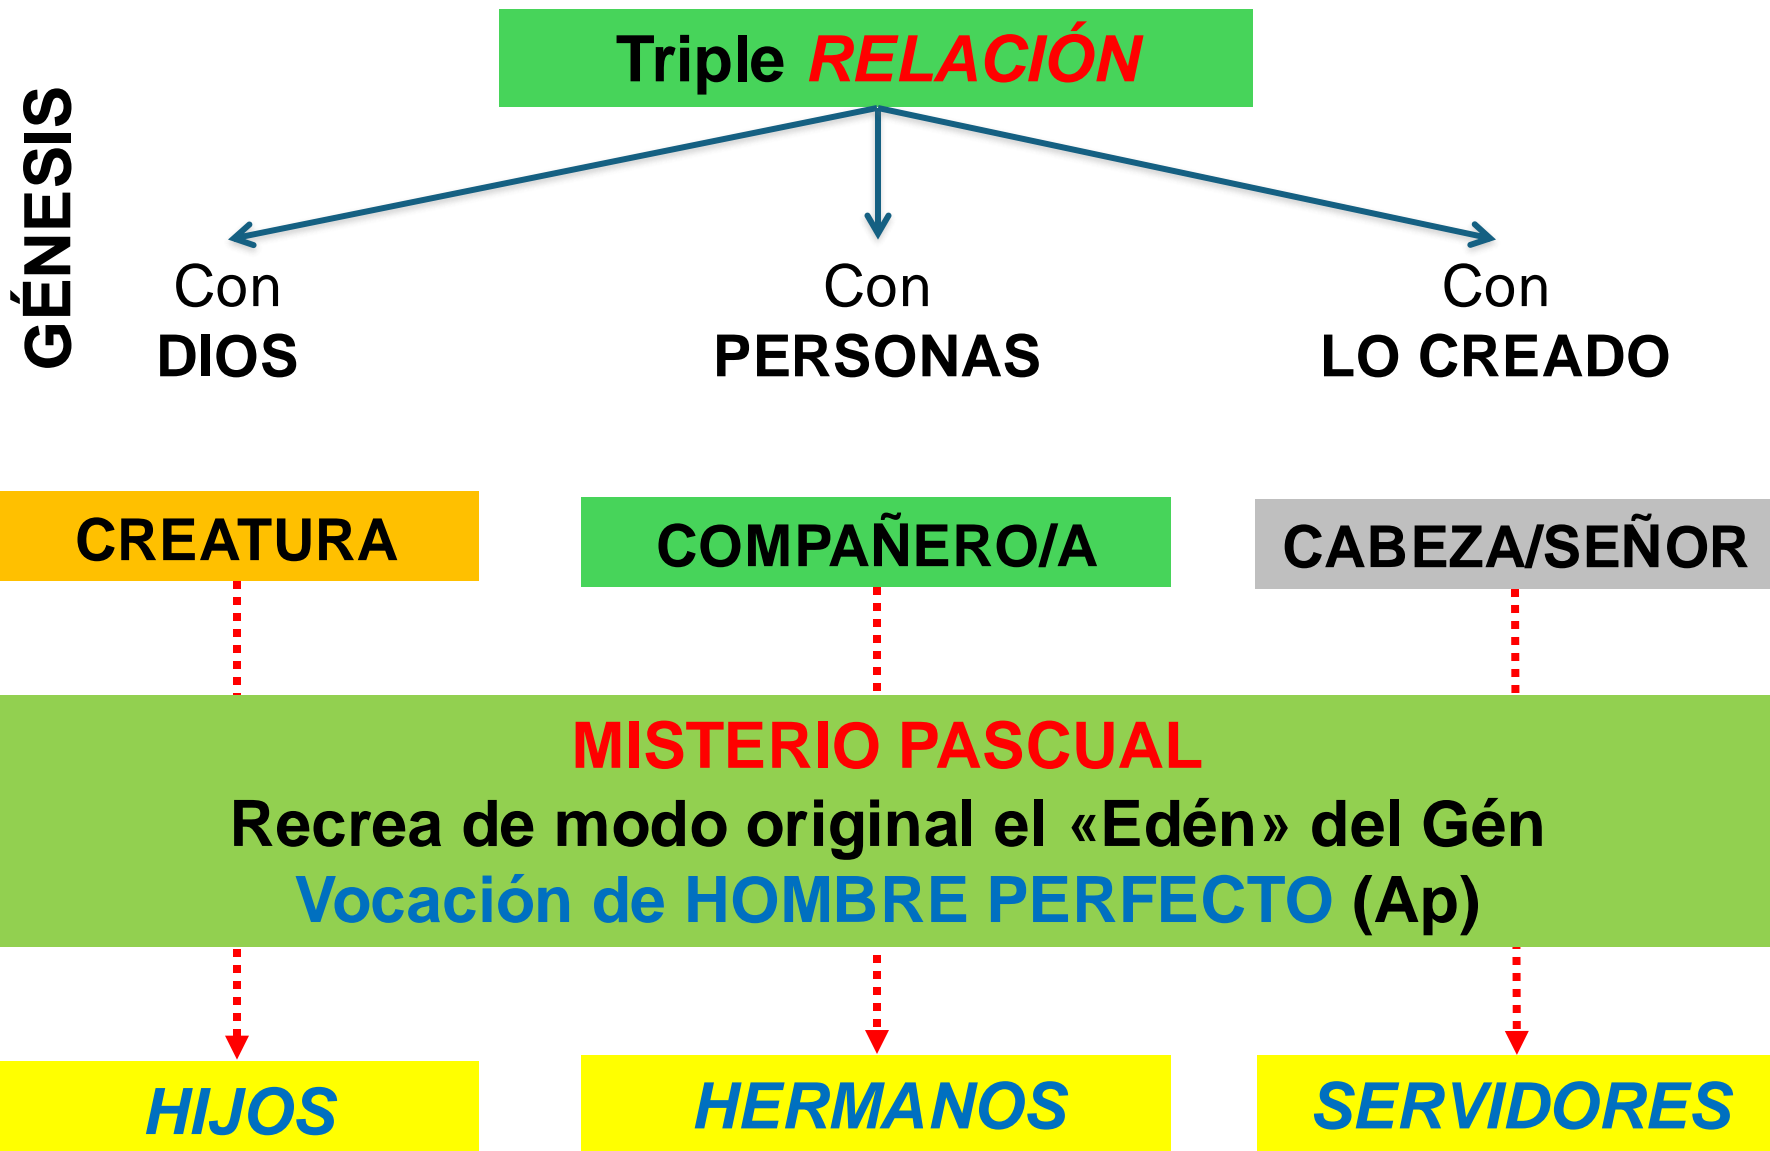 Triple RELACIÓN
GÉNESIS
Con
DIOS
Con
PERSONAS
Con
LO CREADO
CREATURA
COMPAÑERO/A
CABEZA/SEÑOR
MISTERIO PASCUAL
Recrea de modo original el «Edén» del Gén
Vocación de HOMBRE PERFECTO (Ap)
HIJOS
HERMANOS
SERVIDORES